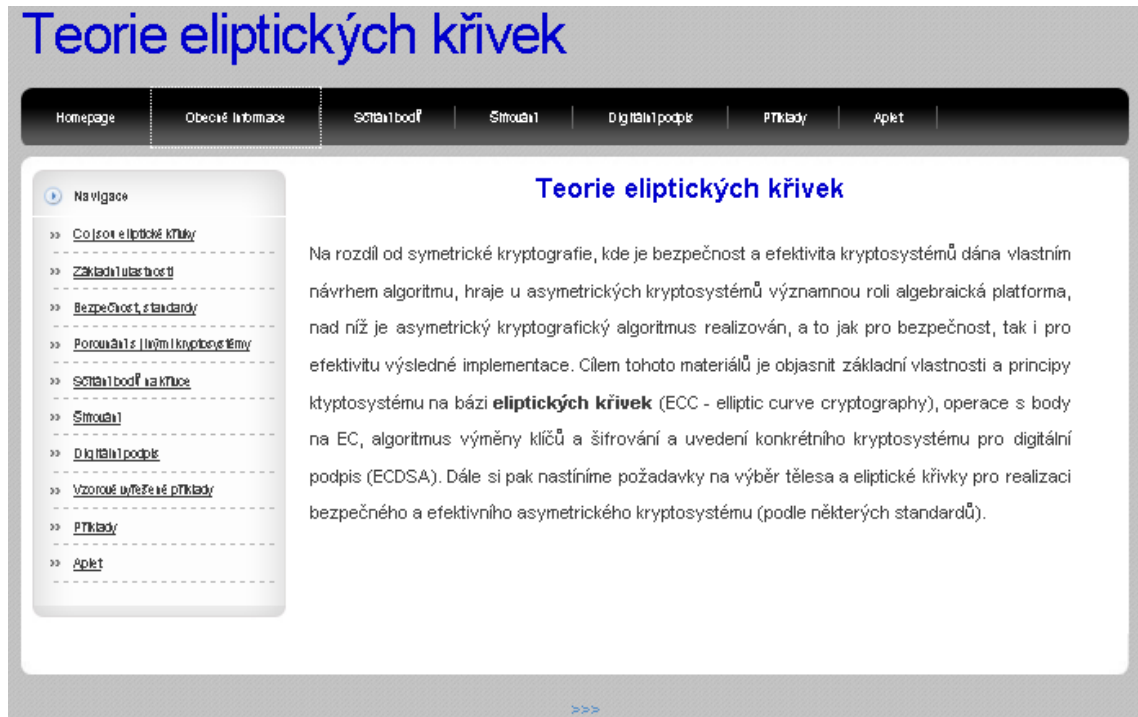 Teorie eliptických křivek
Homepage Obecné informace Sčítání bodů Šifrování Digitální podpis Příklady Aplet
Navigace
>> Co jsou eliptické křivky
>> Základní vlastnosti
>> Bezpečnost, standardy
>> Porovnání s jinými kryptosystémy
>> Sčítání bodů na křivce
>> Šifrování
>> Digitální podpis
>> Vzorové vyřešené příklady
>> Příklady
>> Aplet
Teorie eliptických křivek
Na rozdíl od symetrické kryptografie, kde je bezpečnost a efektivita kryptosystémů dána vlastním
návrhem algoritmu, hraje u asymetrických kryptosystémů významnou roli algebraická platforma,
nad níž je asymetrický kryptografický algoritmus realizován, a to jak pro bezpečnost, tak i pro
efektivitu výsledné implementace. Cílem tohoto materiálů je objasnit základní vlastnosti a principy
ktyptosystému na bázi eliptických křivek (ECC - elliptic curve cryptography), operace s body
na EC, algoritmus výměny klíčů a šifrování a uvedení konkrétního kryptosystému pro digitální
podpis (ECDSA). Dále si pak nastíníme požadavky na výběr tělesa a eliptické křivky pro realizaci
bezpečného a efektivního asymetrického kryptosystému (podle některých standardů).
>>>